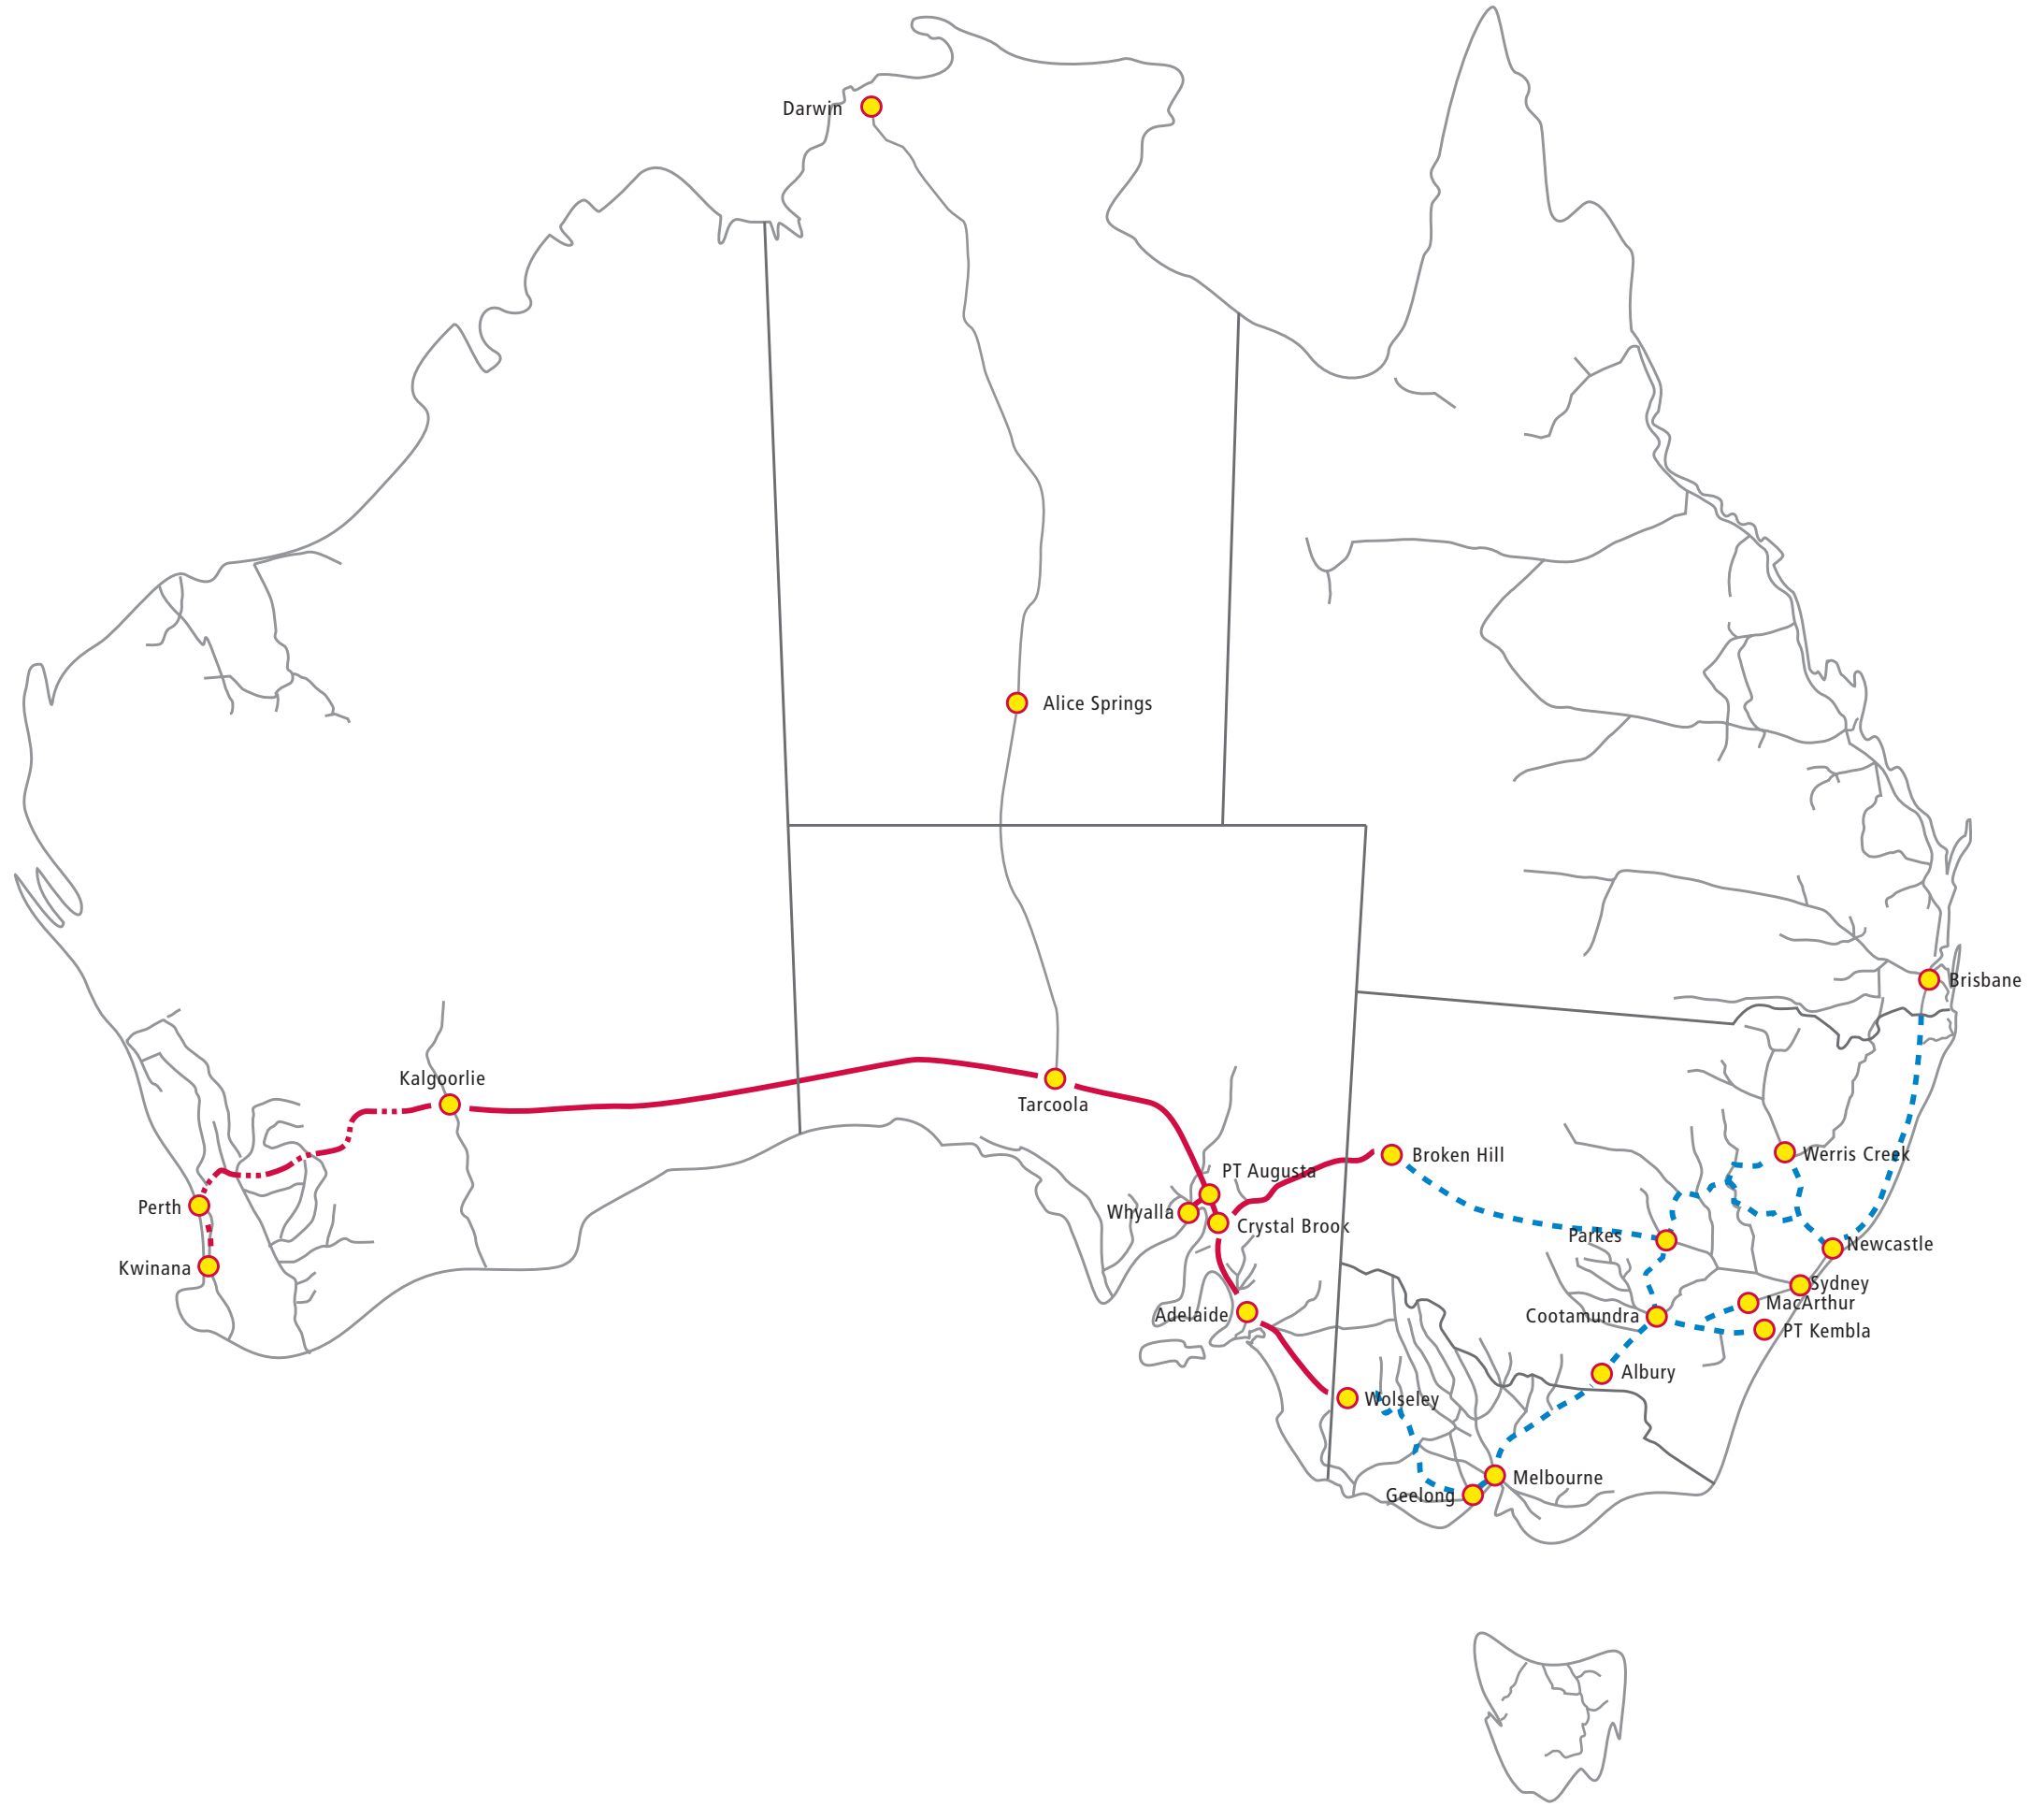 Darwin
Alice Springs
Brisbane
Kalgoorlie
Tarcoola
Broken Hill
Werris Creek
PT Augusta
Perth
Whyalla
Crystal Brook
Parkes
Newcastle
Kwinana
Sydney
MacArthur
Adelaide
Cootamundra
PT Kembla
Albury
Wolseley
Melbourne
Geelong